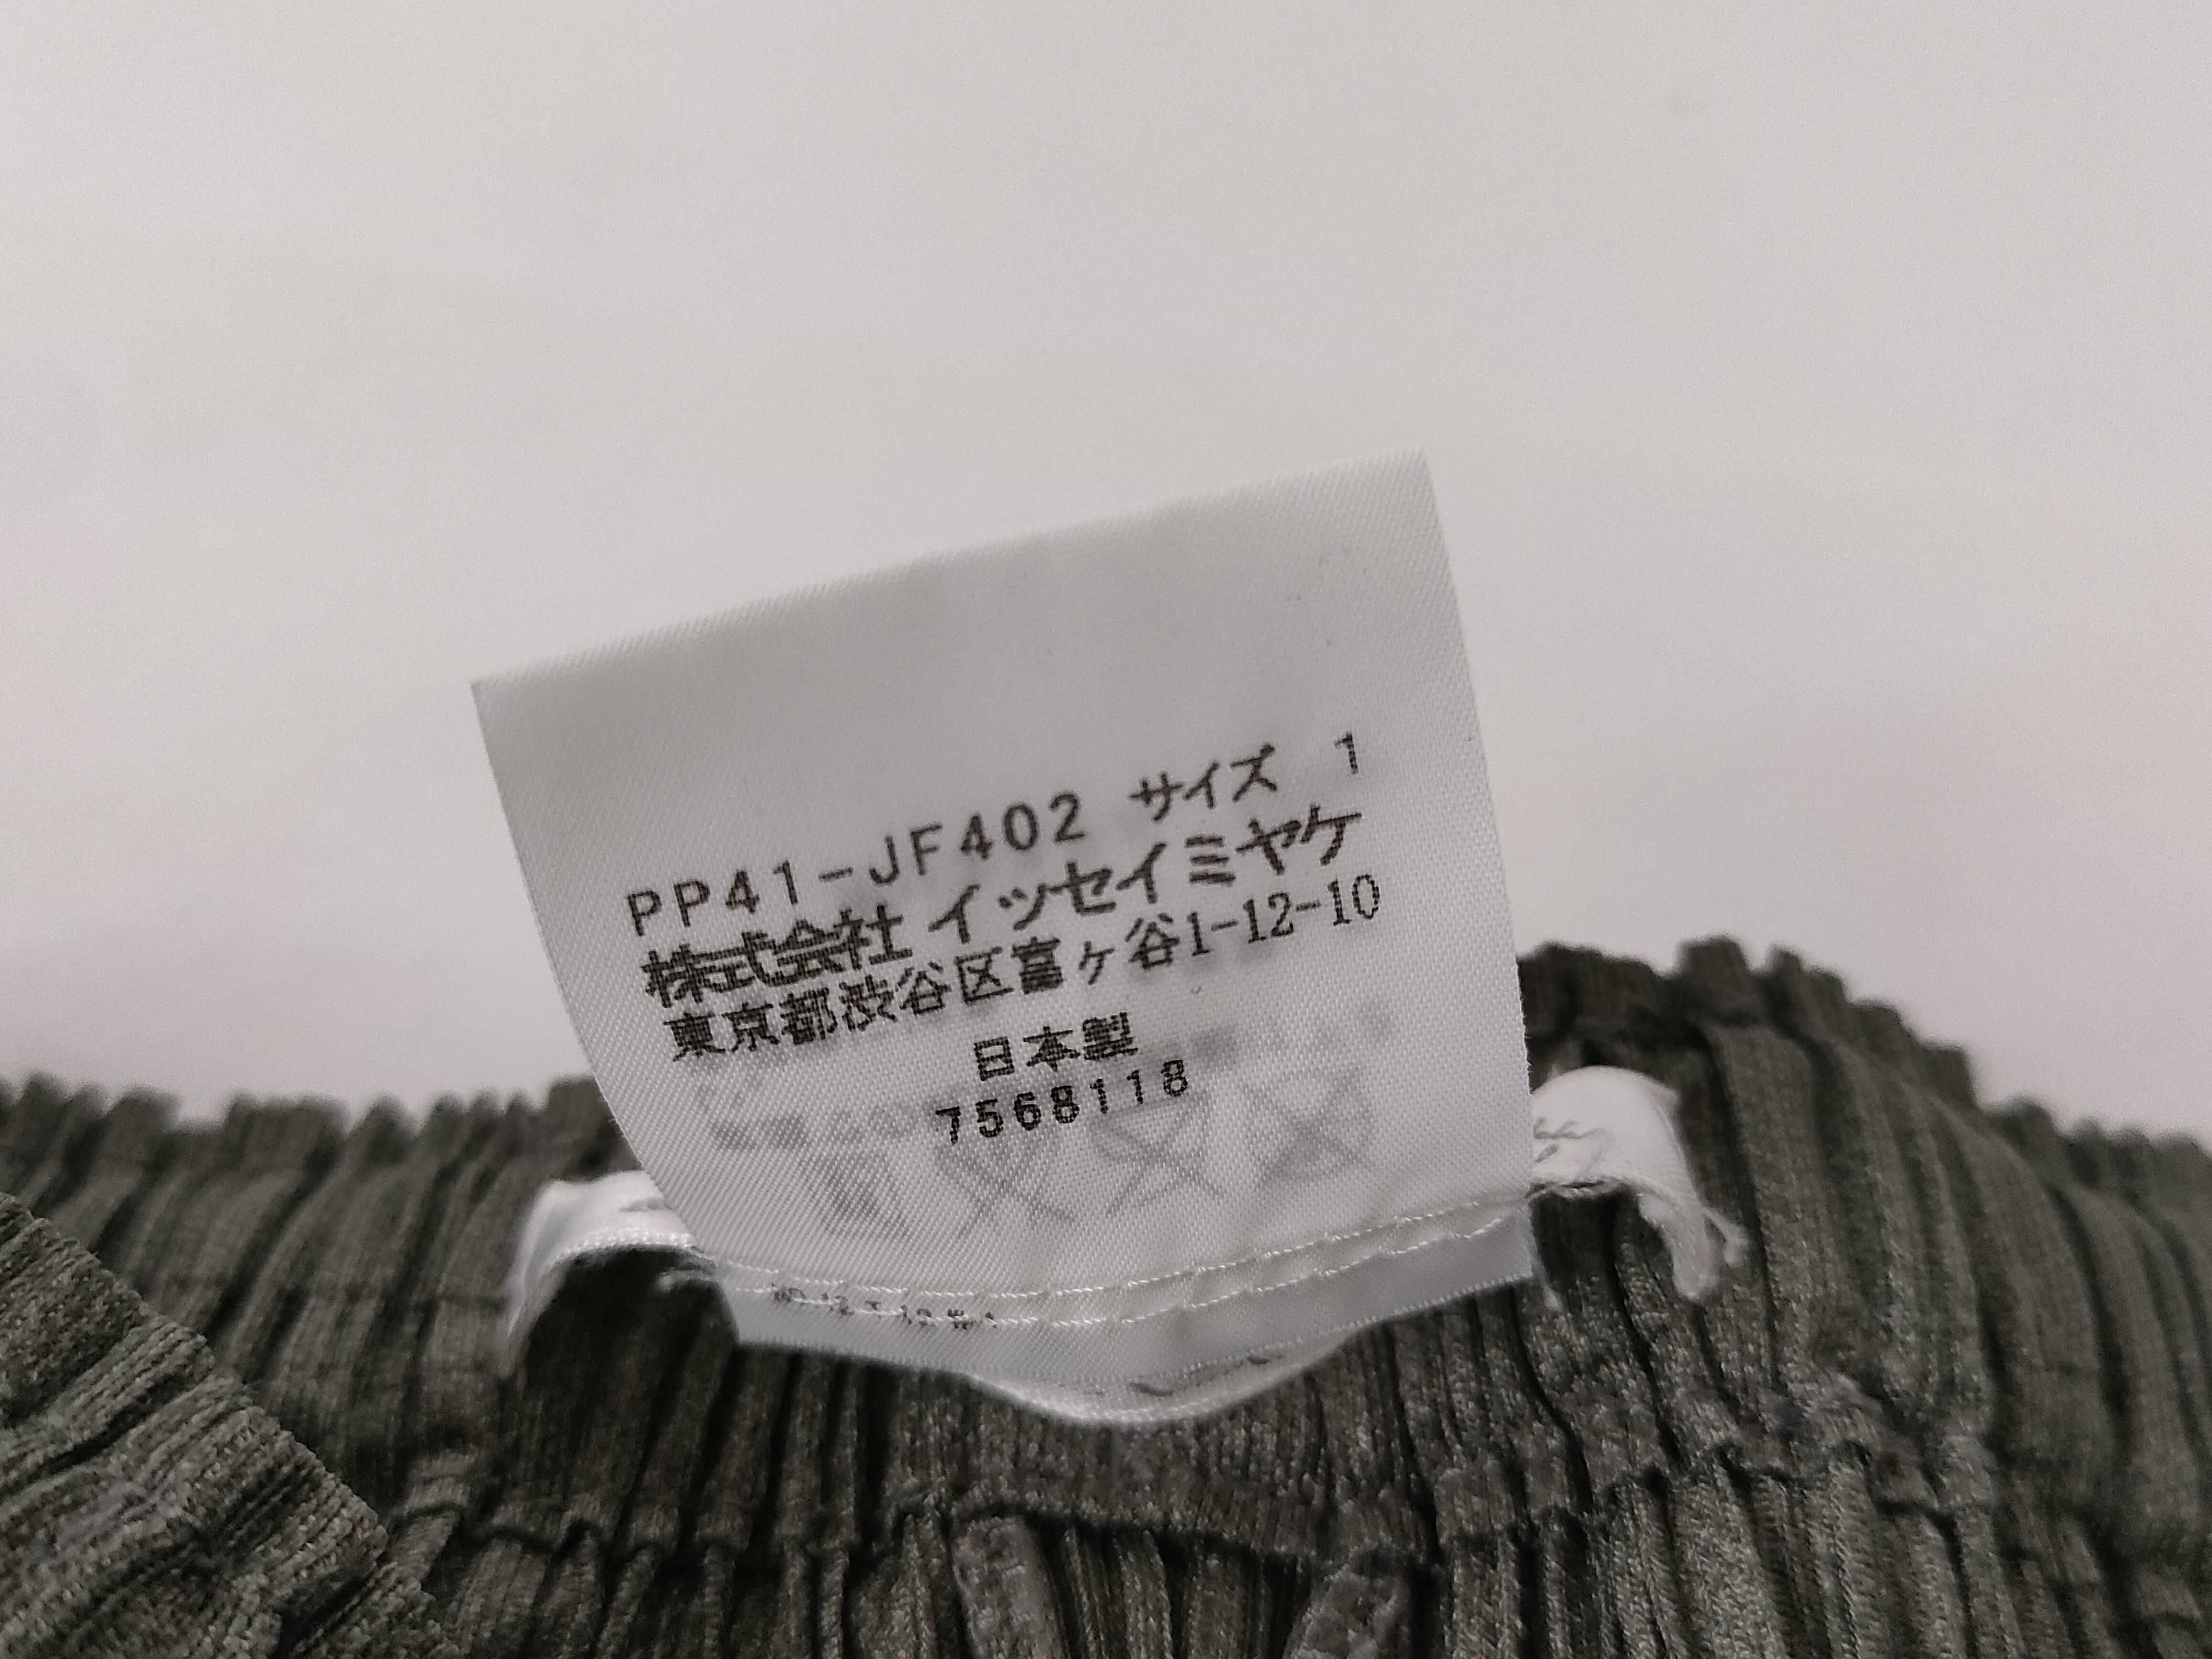 PP41-JF402 サイズ 1
株式会社 イッセイミヤケ
東京都渋谷区富ヶ谷1-12-10
日本製
7568118